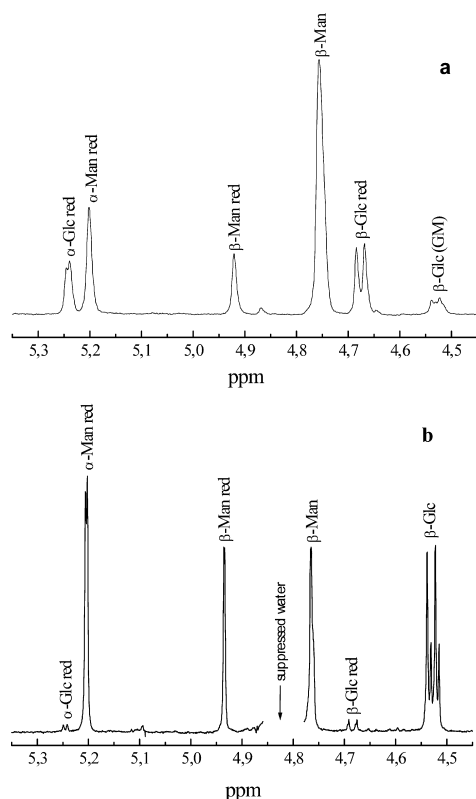 a
α-Glc red
α-Man red
β-Man red
β-Man
β-Glc red
β-Glc (GM)
5,3 5,2 5,1 5,0 4,9 4,8 4,7 4,6 4,5
ppm
b
α-Glc red
α-Man red
β-Man red
suppressed water
β-Man
β-Glc red
β-Glc
5,3 5,2 5,1 5,0 4,9 4,8 4,7 4,6 4,5
ppm